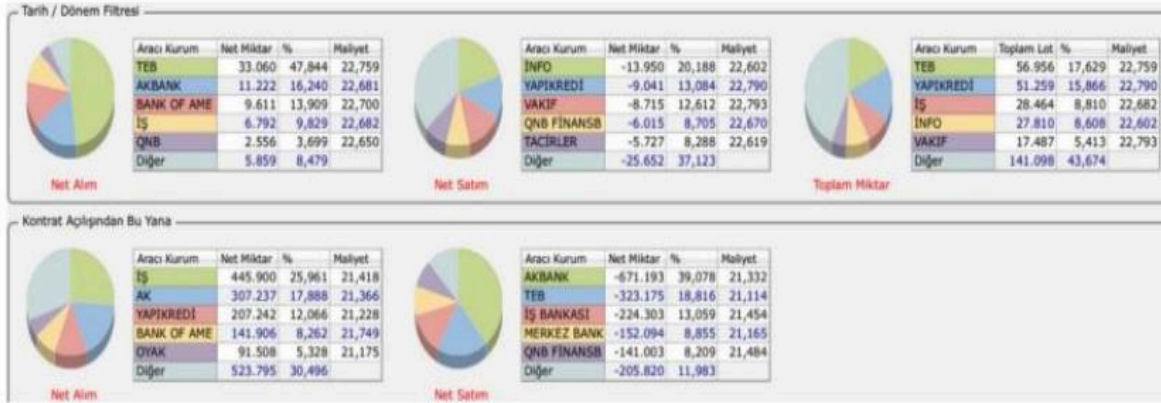 Tarih / Dönem Filtresi
Aracı Kurum Net Miktar % Maliyet
TEB 33.060 47,844 22,759
AKBANK 11.222 16,240 22,681
BANK OF AME 9.611 13,909 22,700
İŞ 6.792 9,829 22,682
QNB 2.556 3,699 22,650
Diğer 5.859 8,479
Net Alım
Aracı Kurum Net Miktar % Maliyet
İNFO -13.950 20,188 22,602
YAPIKREDİ -9.041 13,084 22,790
VAKIF -8.715 12,612 22,793
QNB FİNANSB -6.015 8,705 22,670
TACİRLER -5.727 8,288 22,619
Diğer -25.652 37,123
Net Satım
Aracı Kurum Toplam Lot % Maliyet
TEB 56.956 17,629 22,759
YAPIKREDİ 51.259 15,866 22,790
İŞ 28.464 8,810 22,682
İNFO 27.810 8,608 22,602
VAKIF 17.487 5,413 22,793
Diğer 141.098 43,674
Toplam Miktar
Kontrat Açılışından Bu Yana
Aracı Kurum Net Miktar % Maliyet
İŞ 445.900 25,961 21,418
AK 307.237 17,888 21,366
YAPIKREDİ 207.242 12,066 21,228
BANK OF AME 141.906 8,262 21,749
OYAK 91.508 5,328 21,175
Diğer 523.795 30,496
Net Alım
Aracı Kurum Net Miktar % Maliyet
AKBANK -671.193 39,078 21,332
TEB -323.175 18,816 21,114
İŞ BANKASI -224.303 13,059 21,454
MERKEZ BANK -152.094 8,855 21,165
QNB FİNANSB -141.003 8,209 21,484
Diğer -205.820 11,983
Net Satım